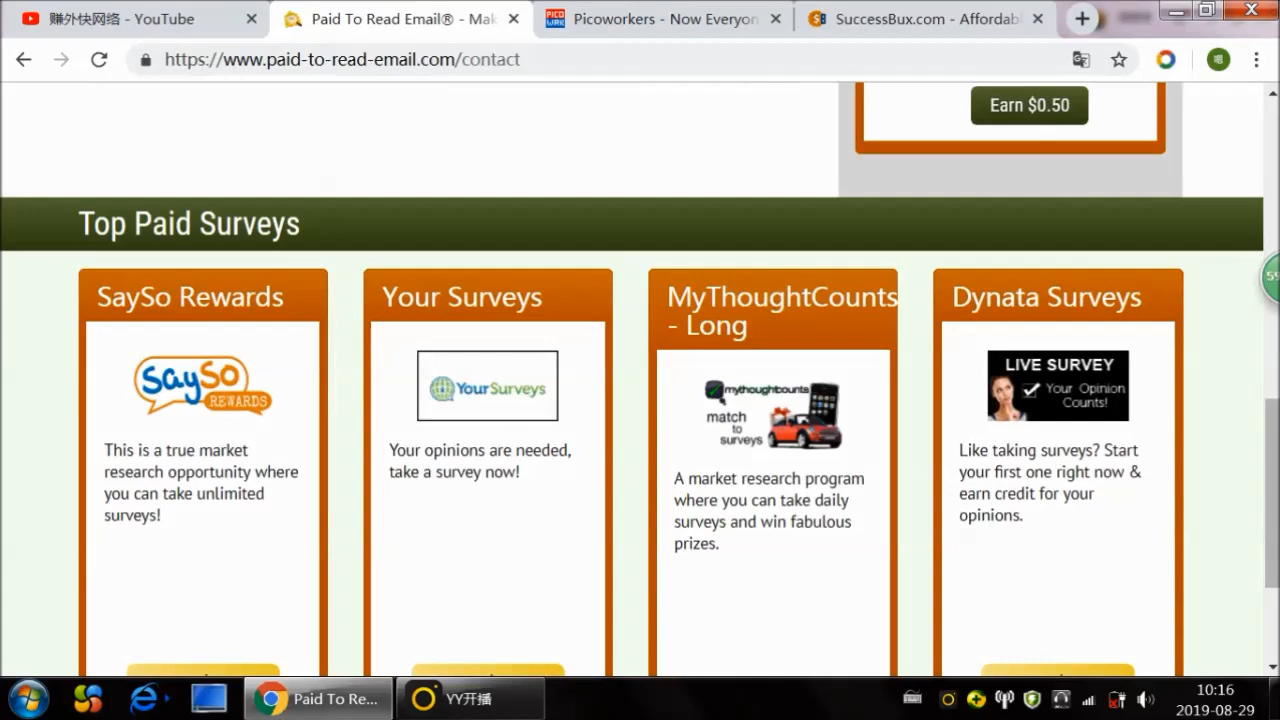 赚外快网络 - YouTube
Paid To Read Email® - Mak
Picoworkers - Now Everyon
SuccessBux.com - Affordab
https://www.paid-to-read-email.com/contact
Earn $0.50
Top Paid Surveys
SaySo Rewards
SaySo
REWARDS
This is a true market
research opportunity where
you can take unlimited
surveys!
Your Surveys
YourSurveys
Your opinions are needed,
take a survey now!
MyThoughtCounts
- Long
mythoughtcounts
match
to
surveys
A market research program
where you can take daily
surveys and win fabulous
prizes.
Dynata Surveys
LIVE SURVEY
Your Opinion
Counts!
Like taking surveys? Start
your first one right now &
earn credit for your
opinions.
Paid To Re...
YY开播
10:16
2019-08-29